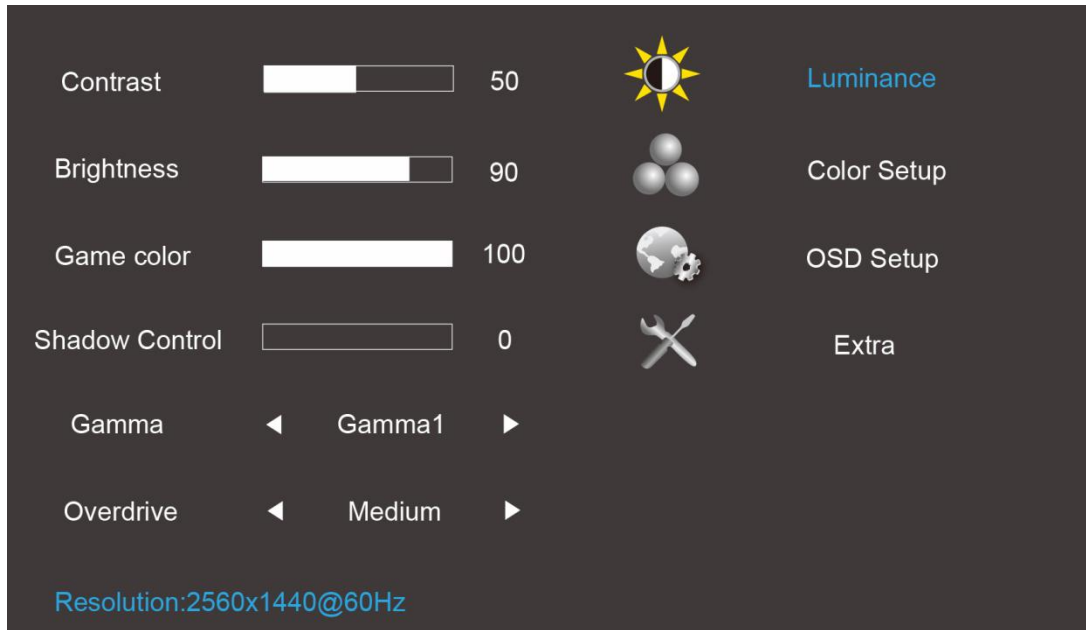 Contrast 50 Luminance
Brightness 90 Color Setup
Game color 100 OSD Setup
Shadow Control 0 Extra
Gamma Gamma1
Overdrive Medium
Resolution:2560x1440@60Hz